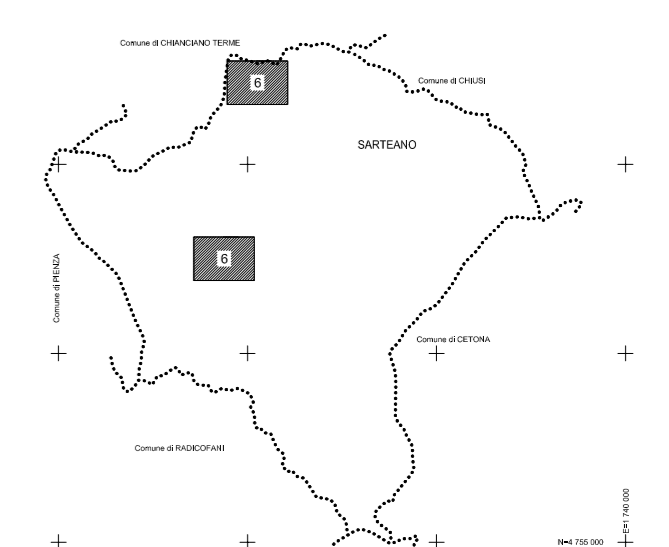 Comune di CHIANCIANO TERME
6
Comune di CHIUSI
SARTEANO
Comune di PIENZA
6
Comune di CETONA
Comune di RADICOFANI
E=1 740 000
N=4 755 000